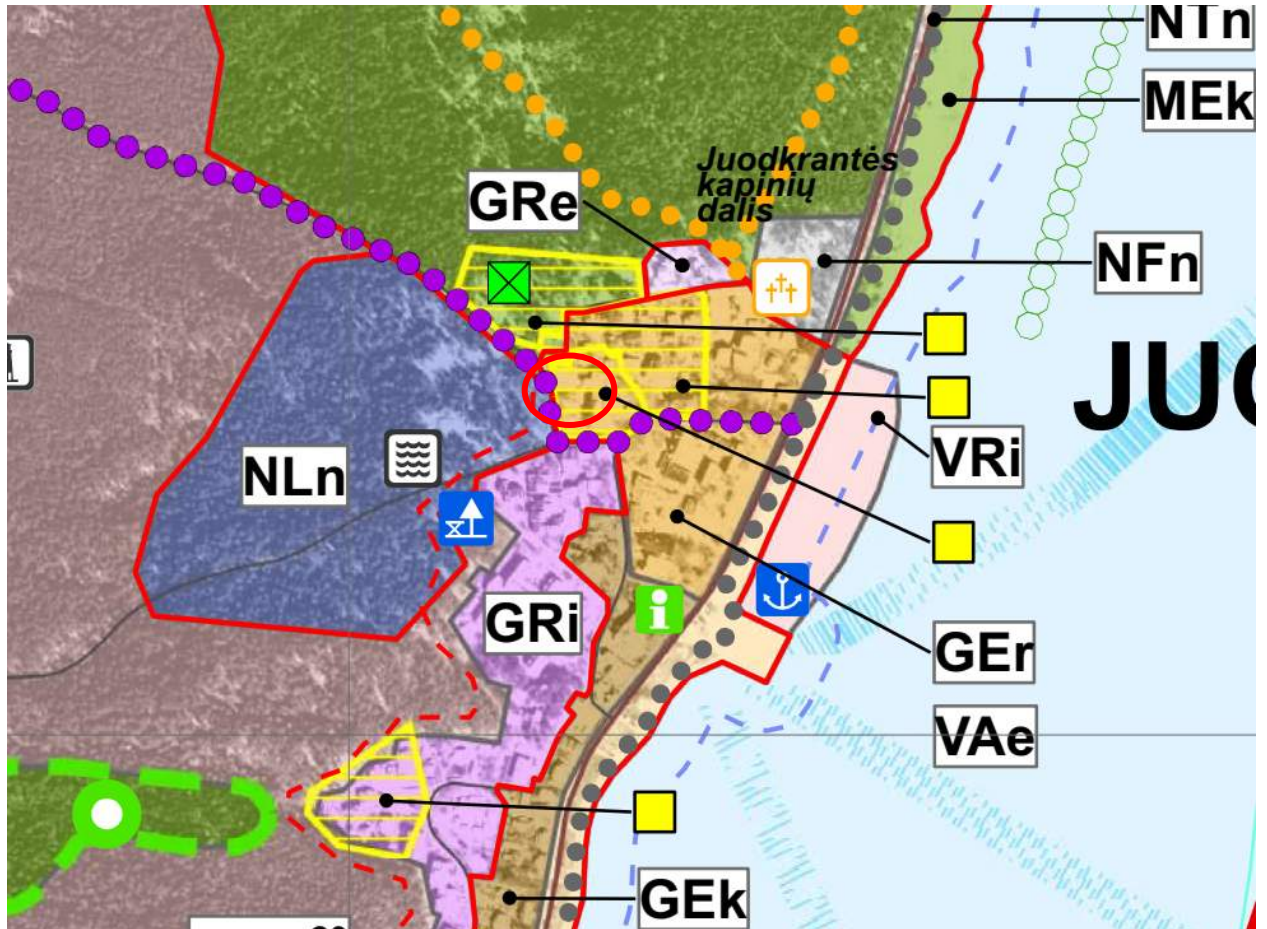 NTn
MEk
Juodkrantės
kapinių
dalis
GRe
NFn
JUO
VRi
NLn
GRi
GEr
VAe
GEk